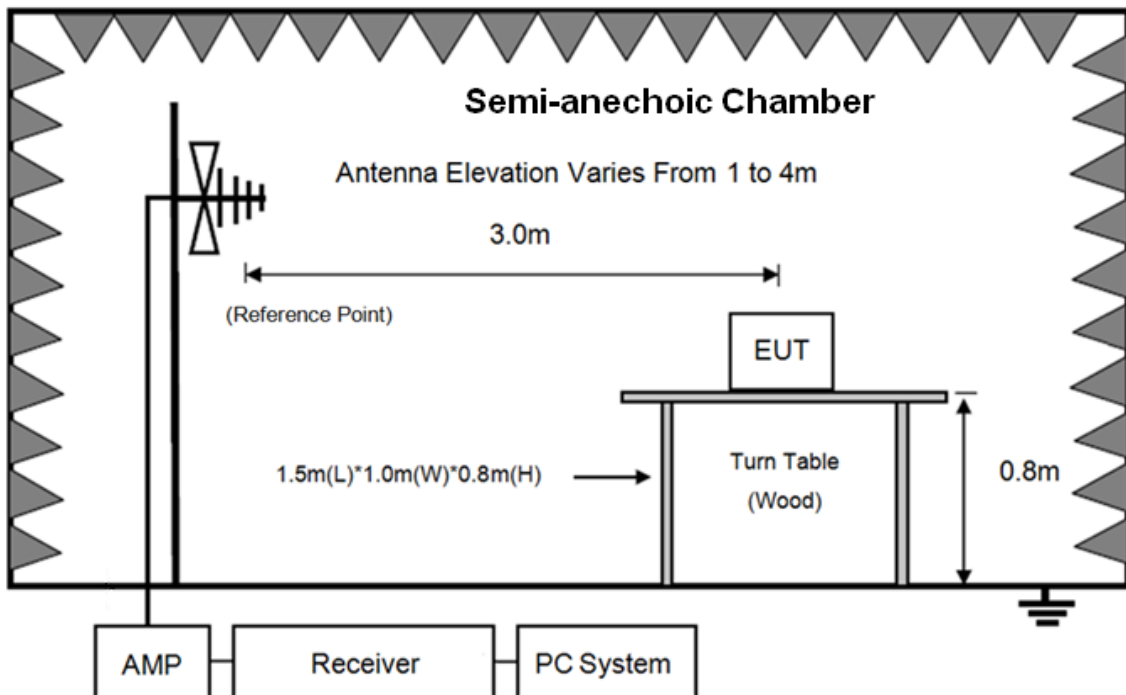 Semi-anechoic Chamber
Antenna Elevation Varies From 1 to 4m
3.0m
(Reference Point)
EUT
1.5m(L)*1.0m(W)*0.8m(H)
Turn Table
(Wood)
0.8m
AMP
Receiver
PC System